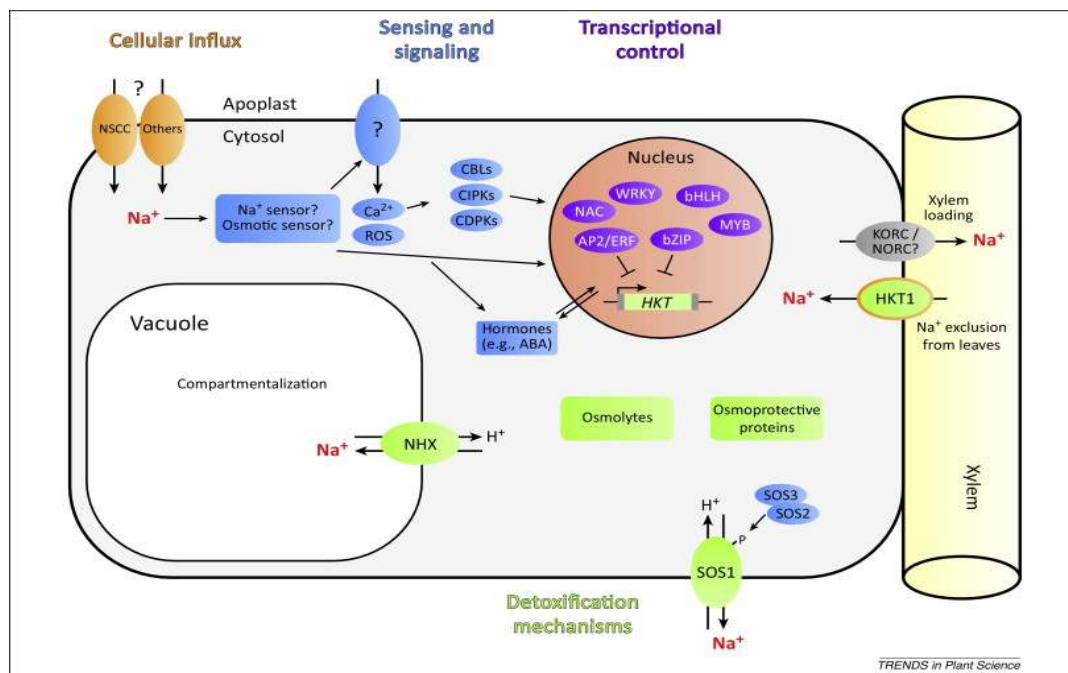 Cellular influx
Sensing and
signaling
Transcriptional
control
?
Apoplast
Cytosol
NSCC
Others
?
Na⁺
Na⁺ sensor?
Osmotic sensor?
Ca²⁺
ROS
CBLs
CIPKs
CDPKs
Hormones
(e.g., ABA)
Nucleus
WRKY
bHLH
NAC
MYB
AP2/ERF
bZIP
HKT
Xylem
loading
KORC /
NORC?
Na⁺
Na⁺
HKT1
Na⁺ exclusion
from leaves
Xylem
Vacuole
Compartmentalization
Na⁺
NHX
H⁺
Osmolytes
Osmoprotective
proteins
SOS3
SOS2
H⁺
P
SOS1
Na⁺
Detoxification
mechanisms
TRENDS in Plant Science